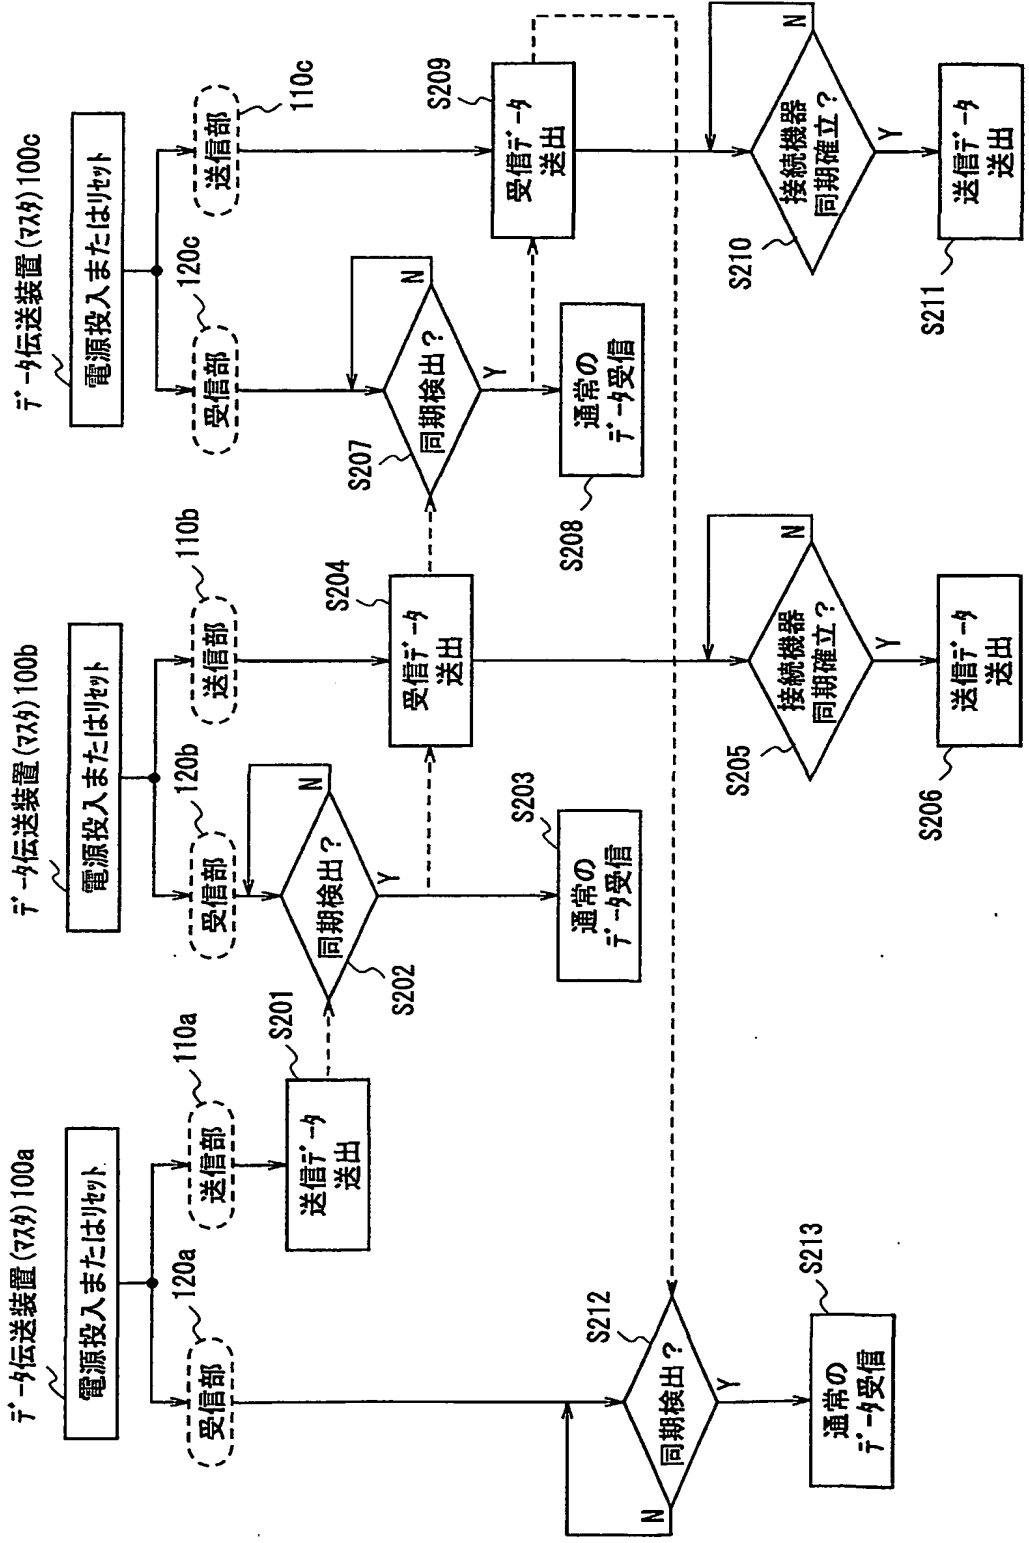 データ伝送装置(マスタ)100a
電源投入またはリセット
120a
受信部
110a
送信部
S201
送信データ
送出
S212
同期検出?
N
Y
S213
通常の
データ受信
データ伝送装置(マスタ)100b
電源投入またはリセット
120b
受信部
110b
送信部
S202
同期検出?
N
Y
S203
通常の
データ受信
S204
受信データ
送出
S205
接続機器
同期確立?
N
Y
S206
送信データ
送出
データ伝送装置(マスタ)100c
電源投入またはリセット
120c
受信部
110c
送信部
S207
同期検出?
N
Y
S208
通常の
データ受信
S209
受信データ
送出
S210
接続機器
同期確立?
N
Y
S211
送信データ
送出